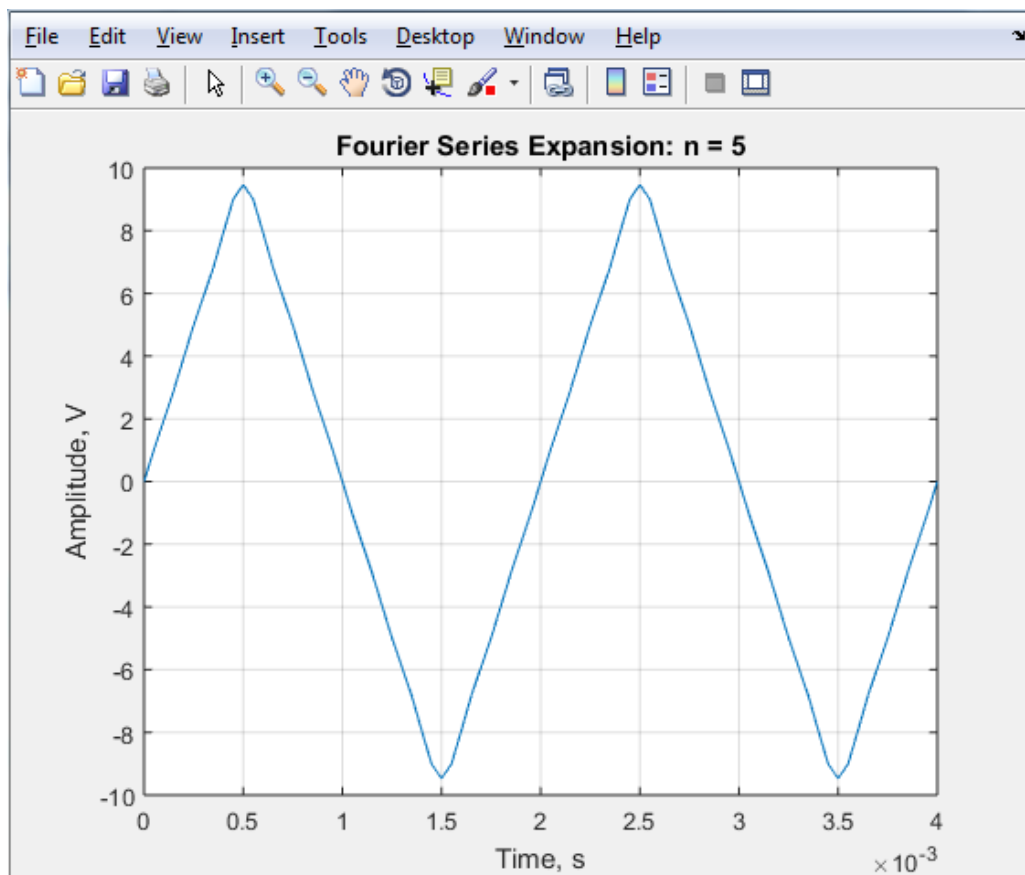 File Edit View Insert Tools Desktop Window Help
Fourier Series Expansion: n = 5
10
8
6
4
2
0
-2
-4
-6
-8
-10
Amplitude, V
0 0.5 1 1.5 2 2.5 3 3.5 4
Time, s
×10⁻³